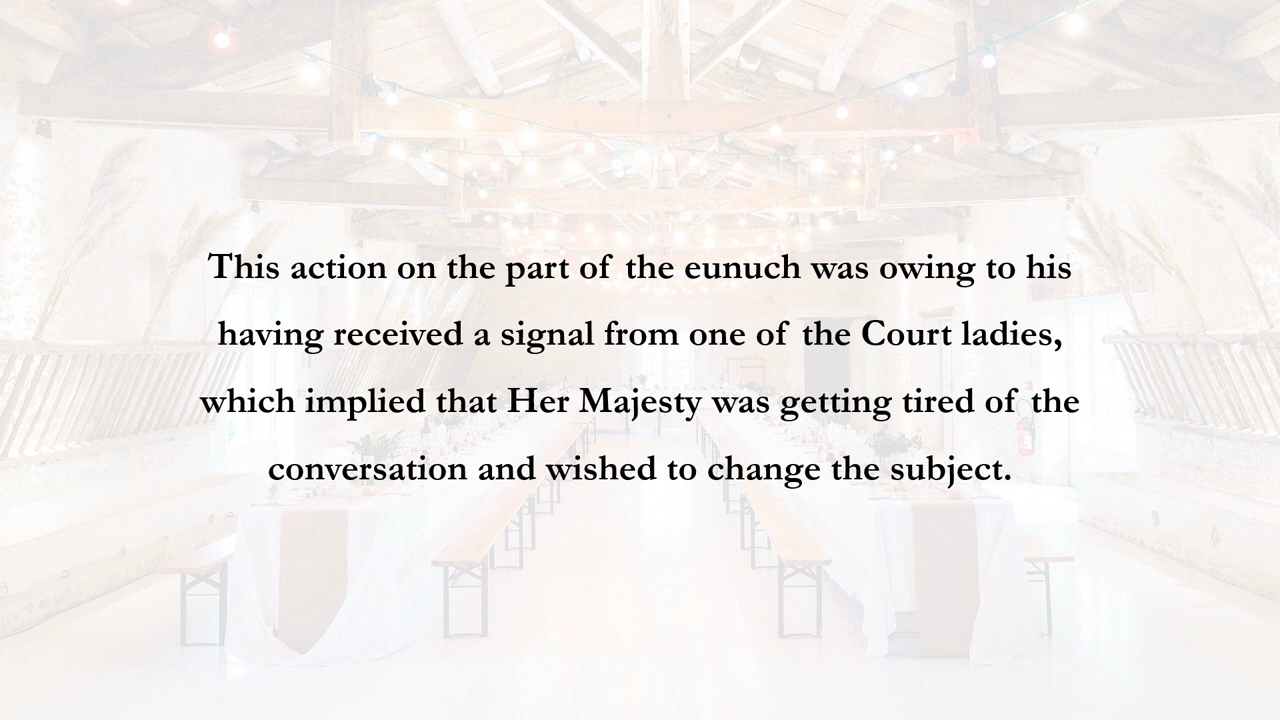 This action on the part of the eunuch was owing to his
having received a signal from one of the Court ladies,
which implied that Her Majesty was getting tired of the
conversation and wished to change the subject.